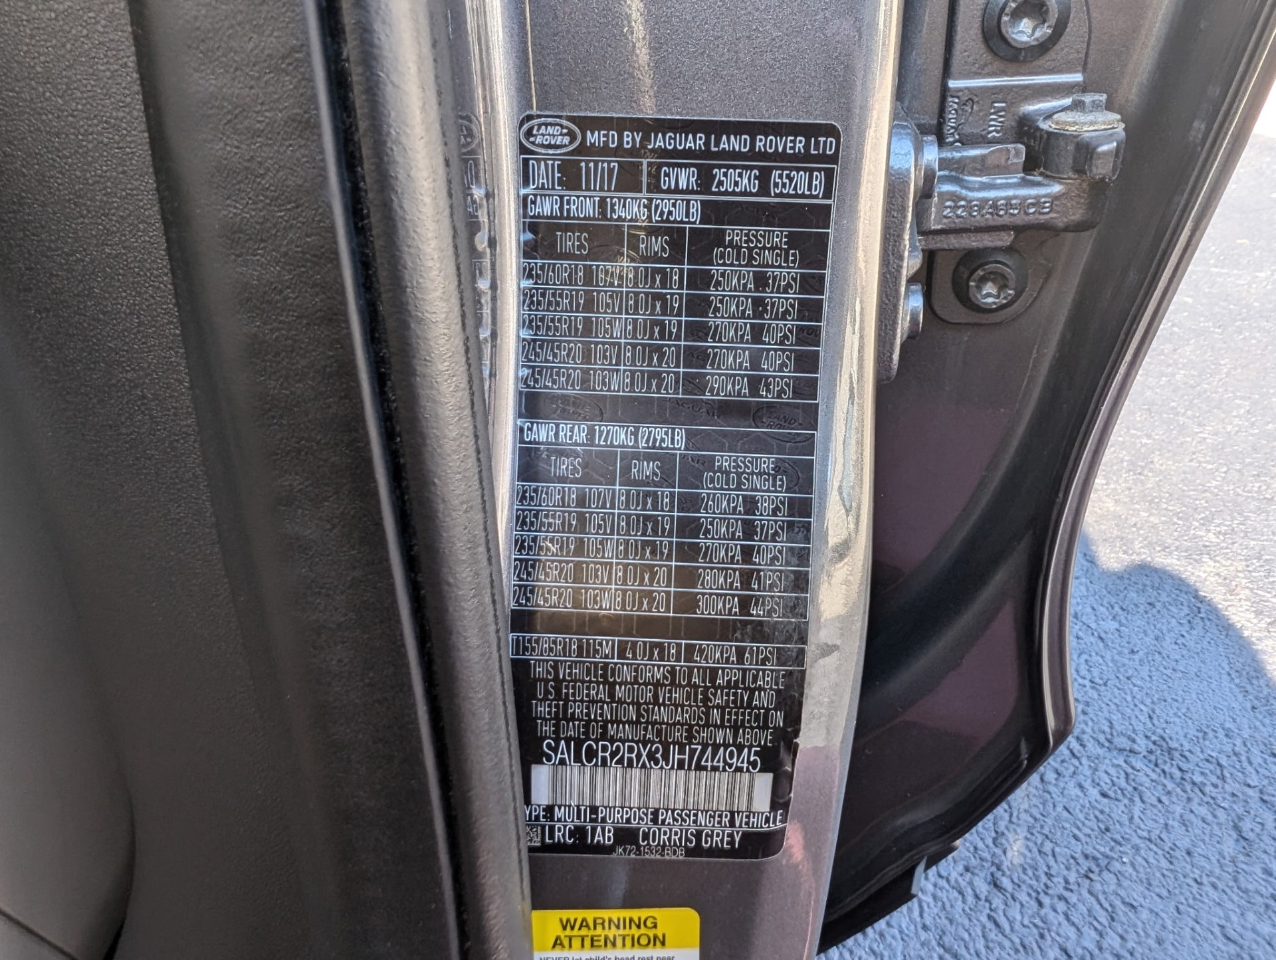 LAND-
-ROVER
MFD BY JAGUAR LAND ROVER LTD
DATE: 11/17 GVWR: 2505KG (5520LB)
GAWR FRONT: 1340KG (2950LB)
TIRES RIMS PRESSURE
(COLD SINGLE)
235/60R18 107V 8.0J x 18 250KPA 37PSI
235/55R19 105V 8.0J x 19 250KPA 37PSI
235/55R19 105W 8.0J x 19 270KPA 40PSI
245/45R20 103V 8.0J x 20 270KPA 40PSI
245/45R20 103W 8.0J x 20 290KPA 43PSI
GAWR REAR: 1270KG (2795LB)
TIRES RIMS PRESSURE
(COLD SINGLE)
235/60R18 107V 8.0J x 18 260KPA 38PSI
235/55R19 105V 8.0J x 19 250KPA 37PSI
235/55R19 105W 8.0J x 19 270KPA 40PSI
245/45R20 103V 8.0J x 20 280KPA 41PSI
245/45R20 103W 8.0J x 20 300KPA 44PSI
T155/85R18 115M 4.0J x 18 420KPA 61PSI
THIS VEHICLE CONFORMS TO ALL APPLICABLE
U.S. FEDERAL MOTOR VEHICLE SAFETY AND
THEFT PREVENTION STANDARDS IN EFFECT ON
THE DATE OF MANUFACTURE SHOWN ABOVE
SALCR2RX3JH744945
TYPE: MULTI-PURPOSE PASSENGER VEHICLE
LRC: 1AB CORRIS GREY
JK72-1532-BDB
WARNING
ATTENTION
NEVER let child's head rest near
LWR